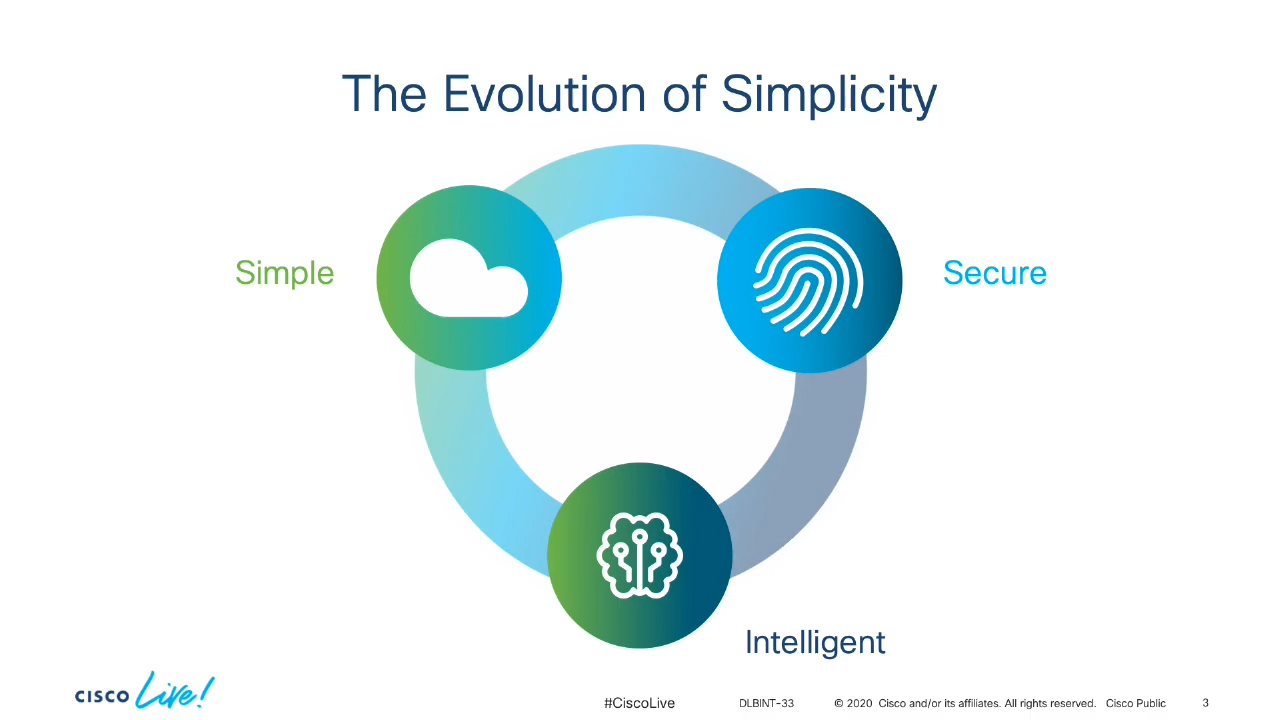 The Evolution of Simplicity
Simple
Secure
Intelligent
CISCO Live!
#CiscoLive
DLBINT-33
© 2020 Cisco and/or its affiliates. All rights reserved. Cisco Public
3